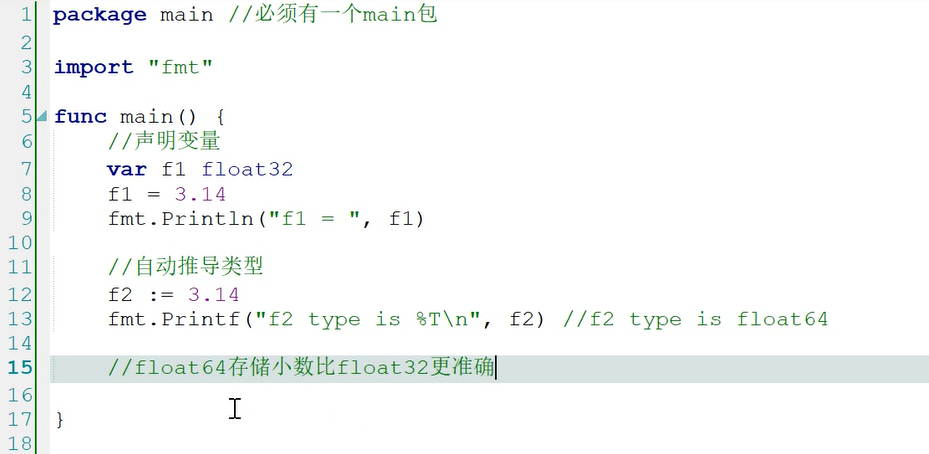 1 package main //必须有一个main包
2
3 import "fmt"
4
5 func main() {
6 //声明变量
7 var f1 float32
8 f1 = 3.14
9 fmt.Println("f1 = ", f1)
10
11 //自动推导类型
12 f2 := 3.14
13 fmt.Printf("f2 type is %T\n", f2) //f2 type is float64
14
15 //float64存储小数比float32更准确
16
17 }
18